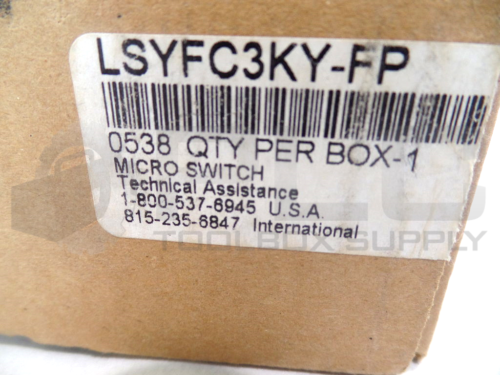 LSYFC3KY-FP
0538 QTY PER BOX-1
MICRO SWITCH
Technical Assistance
1-800-537-6945 U.S.A.
815-235-6847 International
TOOLBOX SUPPLY